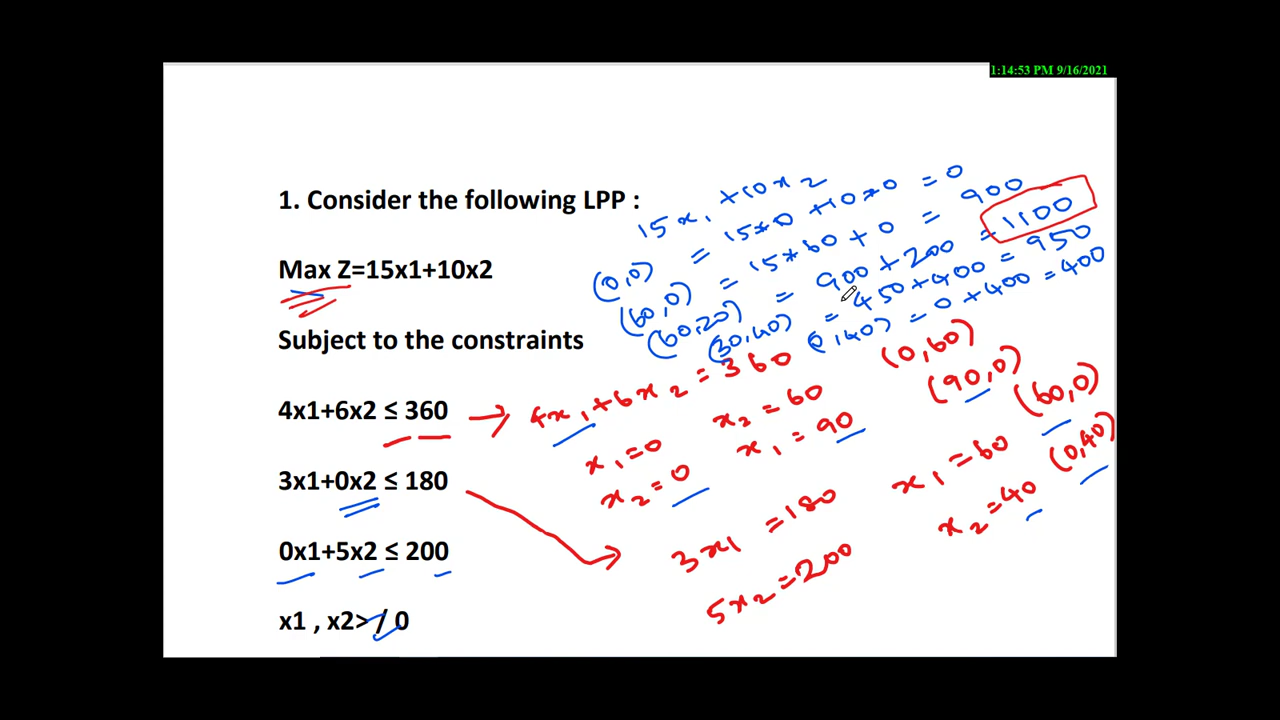 1:14:53 PM 9/16/2021
1. Consider the following LPP :
15x1 +10x2
(0,0) = 15*0 +10*0 = 0
Max Z=15x1+10x2
(60,0) = 15*60 + 0 = 900
(60,20) = 900 + 200 = 1100
(30,40) = 450 + 400 = 950
(0,40) = 0 + 400 = 400
Subject to the constraints
4x1+6x2 ≤ 360
4x1+6x2 = 360
(0,60)
x1=0 x2=60
(90,0)
x2=0 x1=90
(60,0)
3x1+0x2 ≤ 180
3x1 =180
x1=60
(0,40)
0x1+5x2 ≤ 200
5x2=200
x2=40
x1 , x2> / 0